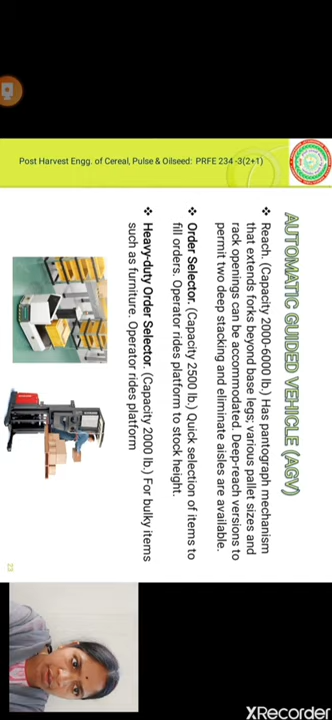 Post Harvest Engg. of Cereal, Pulse & Oilseed: PRFE 234 -3(2+1)
AUTOMATIC GUIDED VEHICLE (AGV)
❖ Reach. (Capacity 2000-6000 lb.) Has pantograph mechanism
that extends forks beyond base legs; various pallet sizes and
rack openings can be accommodated. Deep-reach versions to
permit two deep stacking and eliminate aisles are available.
❖ Order Selector. (Capacity 2500 lb.) Quick selection of items to
fill orders. Operator rides platform to stock height.
❖ Heavy-duty Order Selector. (Capacity 2000 lb.) For bulky items
such as furniture. Operator rides platform
23
XRecorder